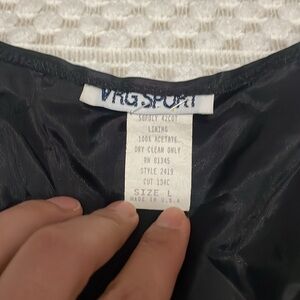 VRG SPORT
LINING
100% ACETATE
DRY CLEAN ONLY
RN 81345
STYLE 2419
CUT 134C
SIZE L
MADE IN U.S.A